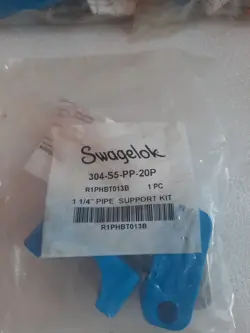 Swagelok
304-S5-PP-20P
R1PHBT013B 1 PC
1 1/4" PIPE SUPPORT KIT
R1PHBT013B